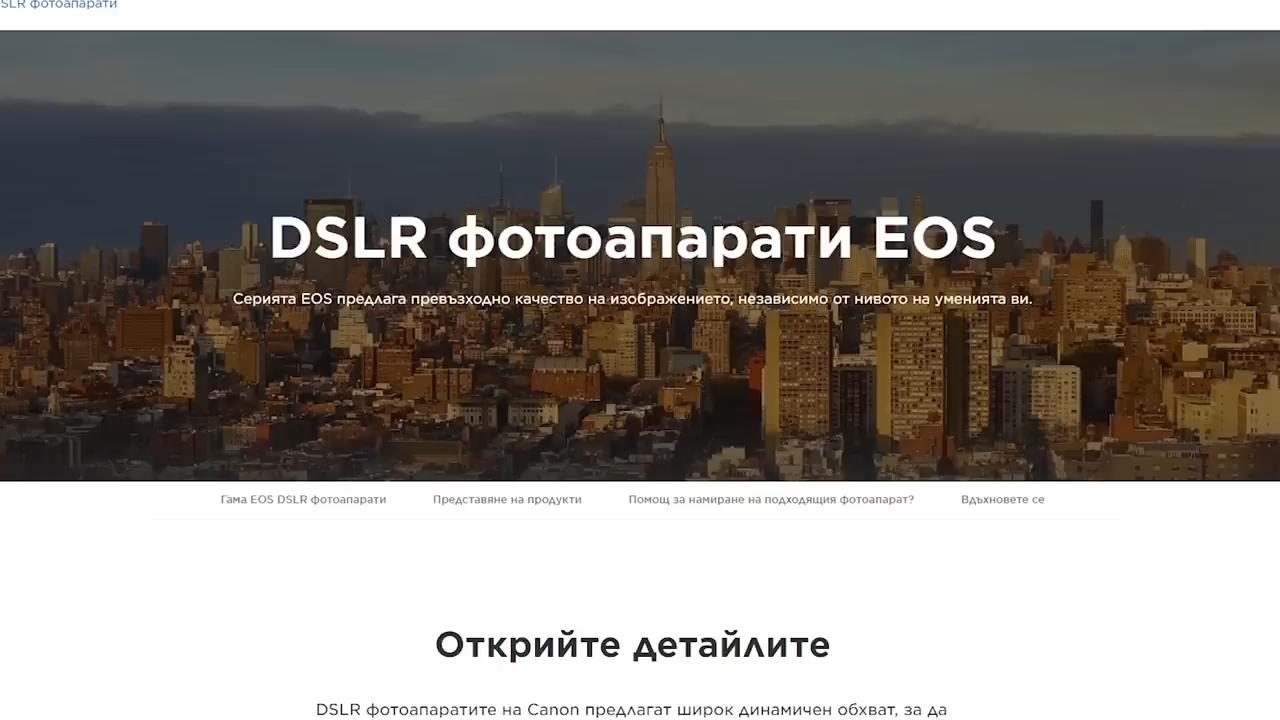 DSLR фотоапарати
DSLR фотоапарати EOS
Серията EOS предлага превъзходно качество на изображението, независимо от нивото на уменията ви.
Гама EOS DSLR фотоапарати
Представяне на продукти
Помощ за намиране на подходящия фотоапарат?
Вдъхновете се
Открийте детайлите
DSLR фотоапаратите на Canon предлагат широк динамичен обхват, за да